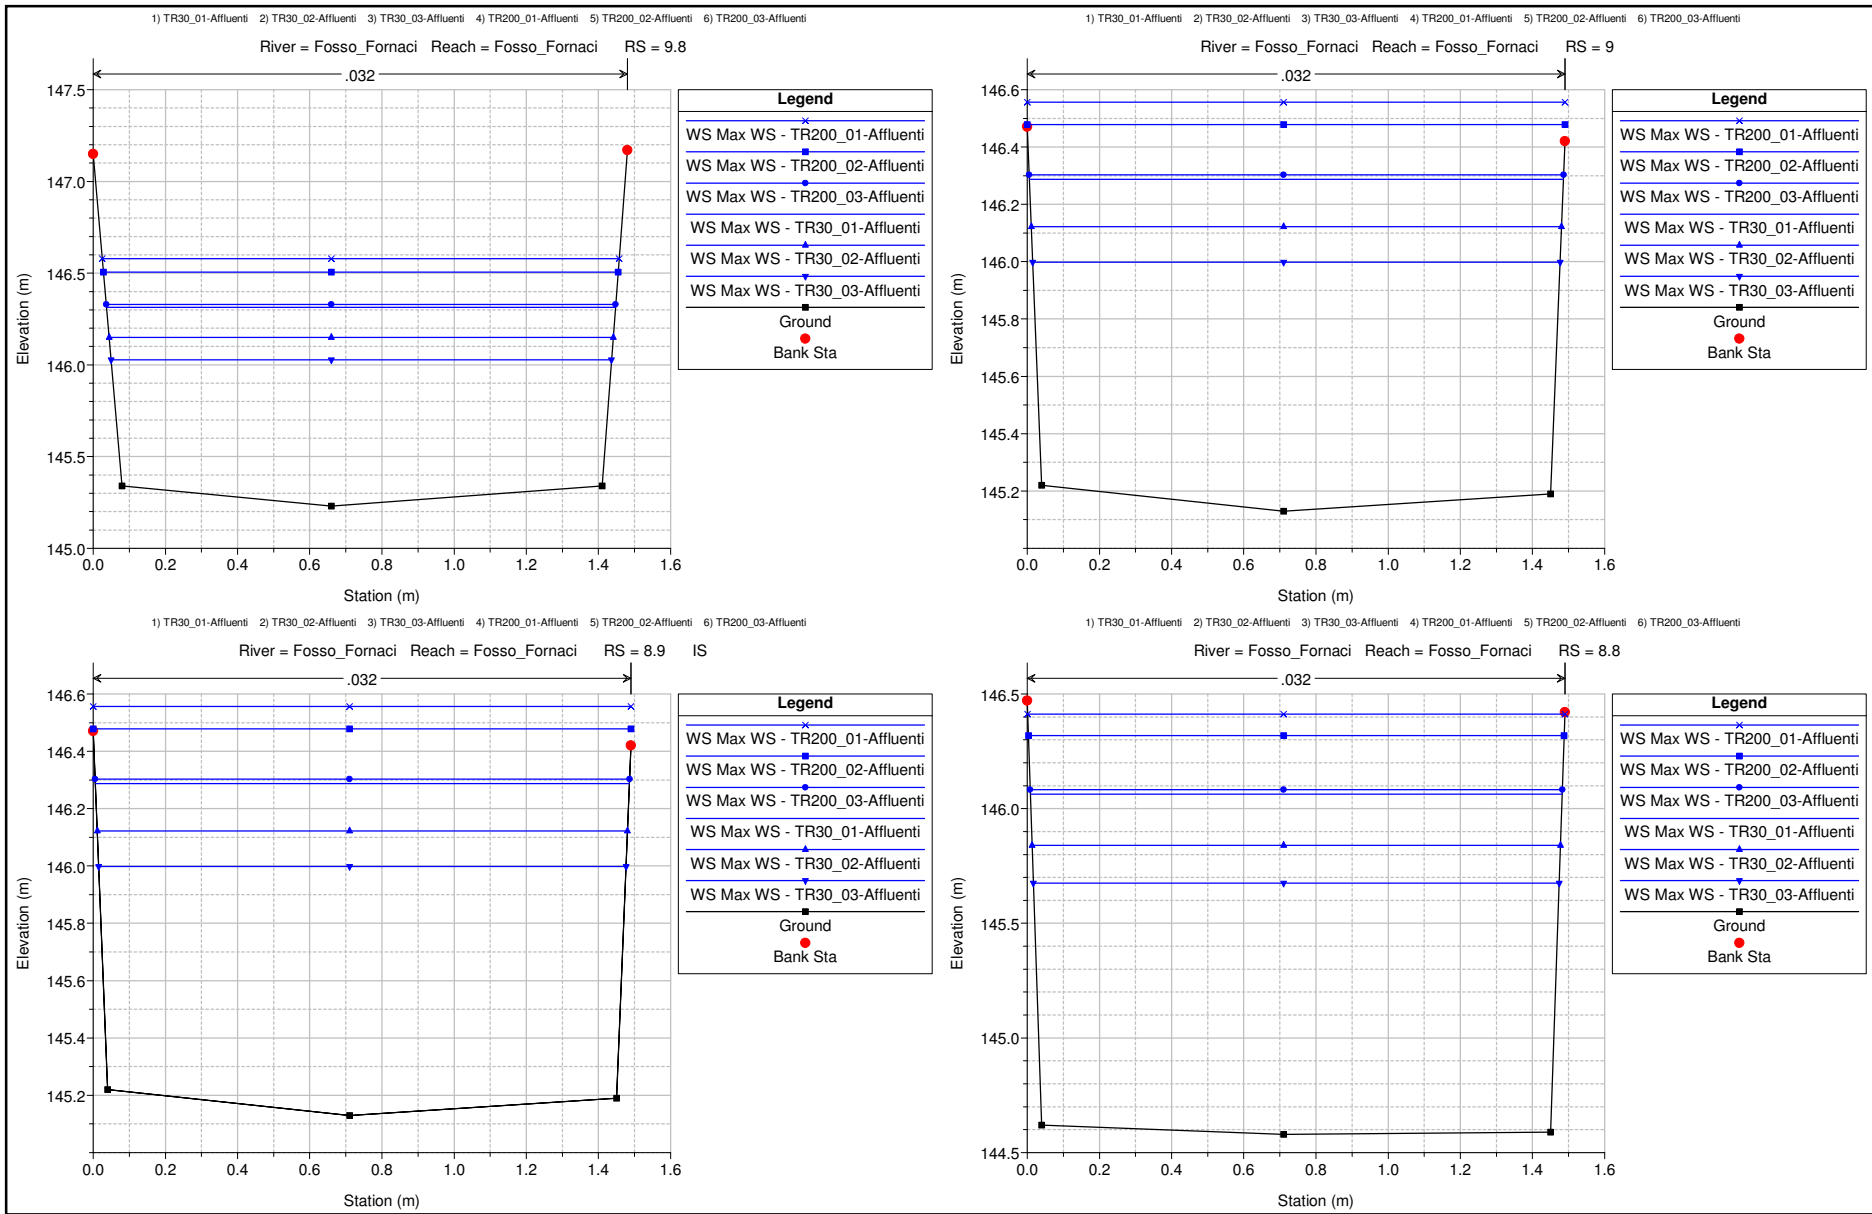 1) TR30_01-Affluenti 2) TR30_02-Affluenti 3) TR30_03-Affluenti 4) TR200_01-Affluenti 5) TR200_02-Affluenti 6) TR200_03-Affluenti
River = Fosso_Fornaci Reach = Fosso_Fornaci RS = 9.8
.032
147.5
147.0
146.5
146.0
145.5
145.0
Elevation (m)
0.0 0.2 0.4 0.6 0.8 1.0 1.2 1.4 1.6
Station (m)
Legend
WS Max WS - TR200_01-Affluenti
WS Max WS - TR200_02-Affluenti
WS Max WS - TR200_03-Affluenti
WS Max WS - TR30_01-Affluenti
WS Max WS - TR30_02-Affluenti
WS Max WS - TR30_03-Affluenti
Ground
Bank Sta
1) TR30_01-Affluenti 2) TR30_02-Affluenti 3) TR30_03-Affluenti 4) TR200_01-Affluenti 5) TR200_02-Affluenti 6) TR200_03-Affluenti
River = Fosso_Fornaci Reach = Fosso_Fornaci RS = 9
.032
146.6
146.4
146.2
146.0
145.8
145.6
145.4
145.2
Elevation (m)
0.0 0.2 0.4 0.6 0.8 1.0 1.2 1.4 1.6
Station (m)
Legend
WS Max WS - TR200_01-Affluenti
WS Max WS - TR200_02-Affluenti
WS Max WS - TR200_03-Affluenti
WS Max WS - TR30_01-Affluenti
WS Max WS - TR30_02-Affluenti
WS Max WS - TR30_03-Affluenti
Ground
Bank Sta
1) TR30_01-Affluenti 2) TR30_02-Affluenti 3) TR30_03-Affluenti 4) TR200_01-Affluenti 5) TR200_02-Affluenti 6) TR200_03-Affluenti
River = Fosso_Fornaci Reach = Fosso_Fornaci RS = 8.9 IS
.032
146.6
146.4
146.2
146.0
145.8
145.6
145.4
145.2
Elevation (m)
0.0 0.2 0.4 0.6 0.8 1.0 1.2 1.4 1.6
Station (m)
Legend
WS Max WS - TR200_01-Affluenti
WS Max WS - TR200_02-Affluenti
WS Max WS - TR200_03-Affluenti
WS Max WS - TR30_01-Affluenti
WS Max WS - TR30_02-Affluenti
WS Max WS - TR30_03-Affluenti
Ground
Bank Sta
1) TR30_01-Affluenti 2) TR30_02-Affluenti 3) TR30_03-Affluenti 4) TR200_01-Affluenti 5) TR200_02-Affluenti 6) TR200_03-Affluenti
River = Fosso_Fornaci Reach = Fosso_Fornaci RS = 8.8
.032
146.5
146.0
145.5
145.0
144.5
Elevation (m)
0.0 0.2 0.4 0.6 0.8 1.0 1.2 1.4 1.6
Station (m)
Legend
WS Max WS - TR200_01-Affluenti
WS Max WS - TR200_02-Affluenti
WS Max WS - TR200_03-Affluenti
WS Max WS - TR30_01-Affluenti
WS Max WS - TR30_02-Affluenti
WS Max WS - TR30_03-Affluenti
Ground
Bank Sta